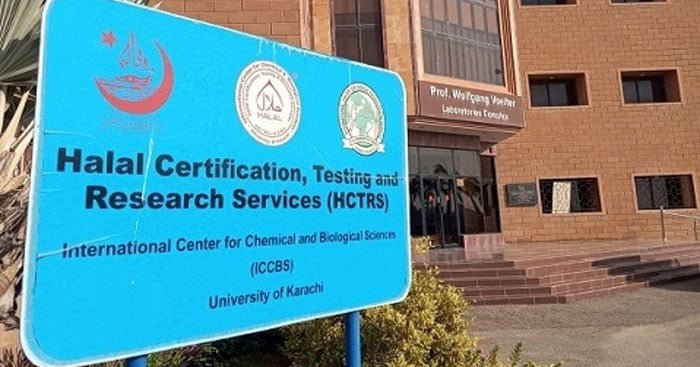 HALAL
Halal Certification, Testing and
Research Services (HCTRS)
International Center for Chemical and Biological Sciences
(ICCBS)
University of Karachi
Prof. Wolfgang Voelter
Laboratories Complex